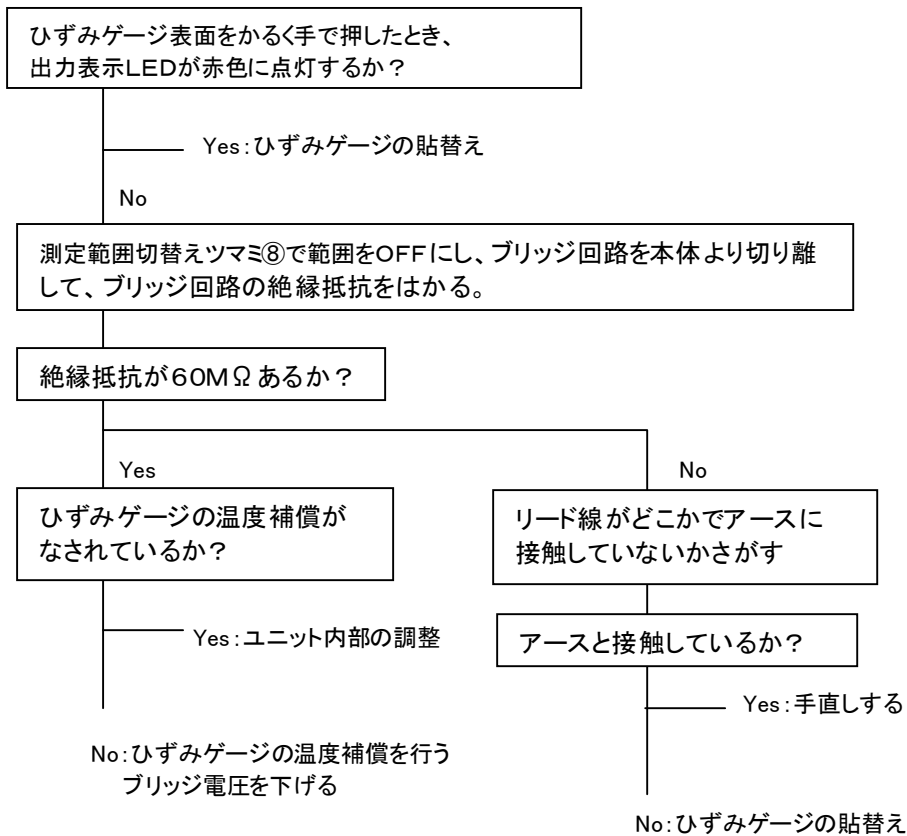 ひずみゲージ表面をかるく手で押したとき、
出力表示LEDが赤色に点灯するか?
Yes:ひずみゲージの貼替え
No
測定範囲切替えツマミ⑧で範囲をOFFにし、ブリッジ回路を本体より切り離
して、ブリッジ回路の絶縁抵抗をはかる。
絶縁抵抗が60MΩあるか?
Yes
No
ひずみゲージの温度補償が
なされているか?
リード線がどこかでアースに
接触していないかさがす
Yes:ユニット内部の調整
アースと接触しているか?
Yes:手直しする
No:ひずみゲージの温度補償を行う
ブリッジ電圧を下げる
No:ひずみゲージの貼替え